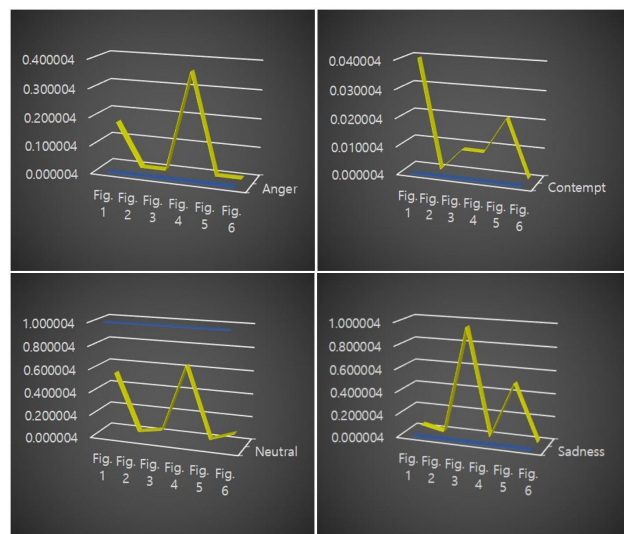 0.400004
0.300004
0.200004
0.100004
0.000004
Fig. 1 Fig. 2 Fig. 3 Fig. 4 Fig. 5 Fig. 6
Anger
0.040004
0.030004
0.020004
0.010004
0.000004
Fig. 1 Fig. 2 Fig. 3 Fig. 4 Fig. 5 Fig. 6
Contempt
1.000004
0.800004
0.600004
0.400004
0.200004
0.000004
Fig. 1 Fig. 2 Fig. 3 Fig. 4 Fig. 5 Fig. 6
Neutral
1.000004
0.800004
0.600004
0.400004
0.200004
0.000004
Fig. 1 Fig. 2 Fig. 3 Fig. 4 Fig. 5 Fig. 6
Sadness